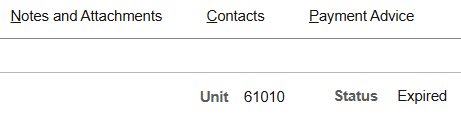 Notes and Attachments Contacts Payment Advice
Unit 61010 Status Expired